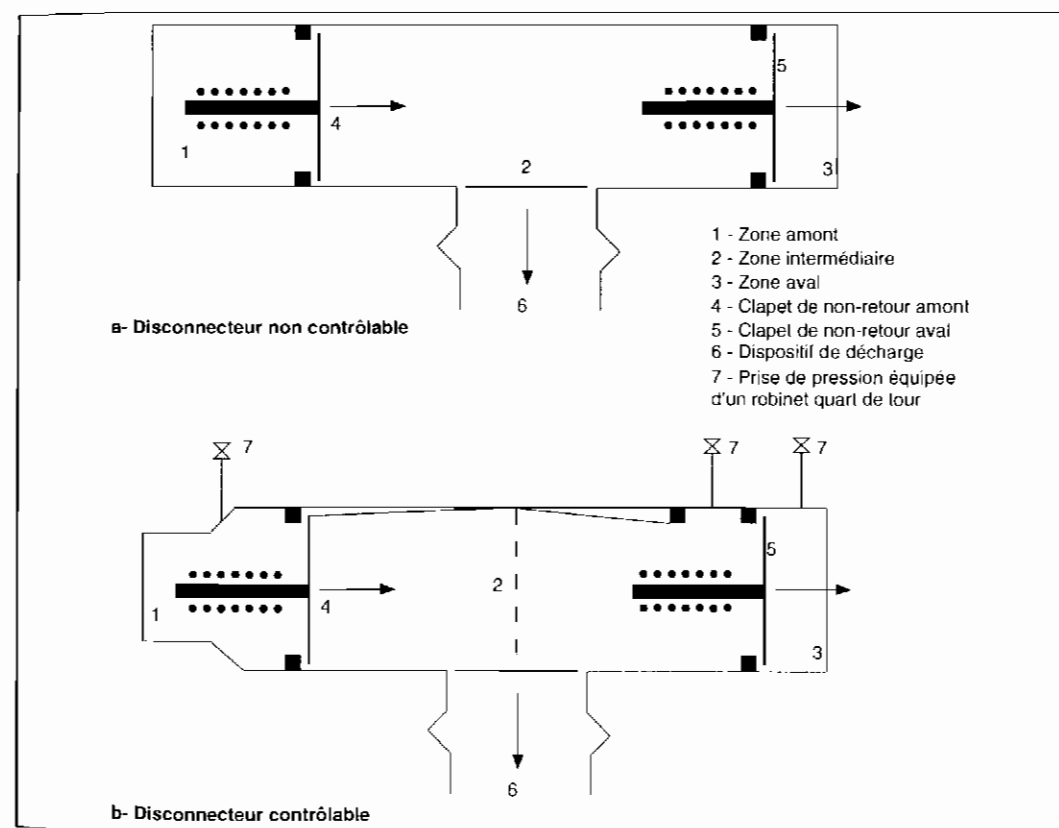 5
4
1
2
3
1 - Zone amont
2 - Zone intermédiaire
3 - Zone aval
4 - Clapet de non-retour amont
5 - Clapel de non-retour aval
6 - Dispositif de décharge
7 - Prise de pression équipée
d'un robinet quart de tour
6
a- Disconnecteur non contrôlable
7
7
7
5
2
4
1
3
6
b- Disconnecteur contrôlable